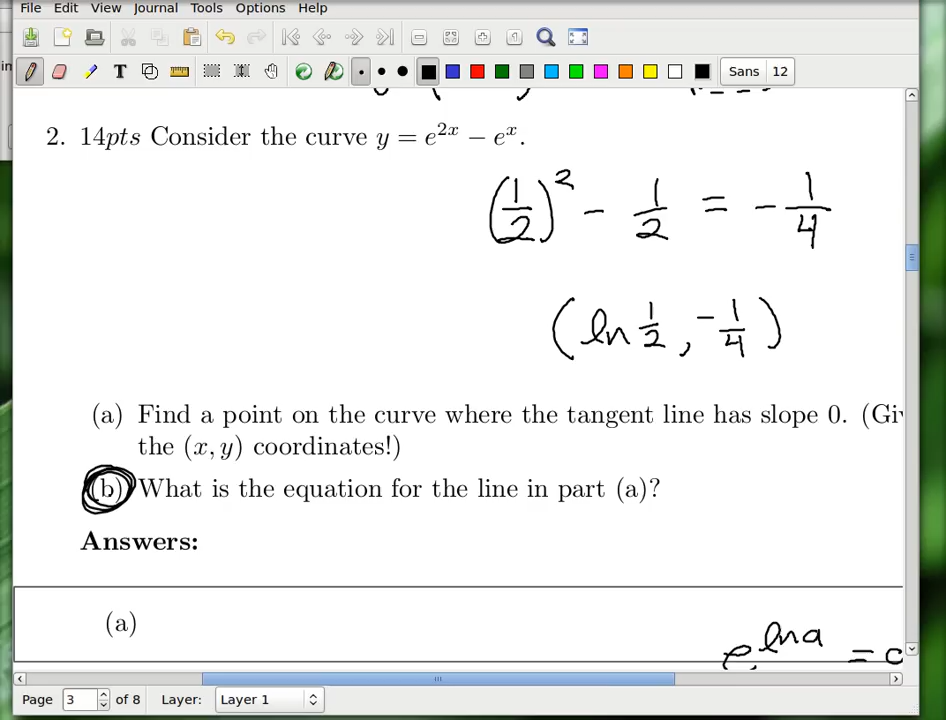 File Edit View Journal Tools Options Help
T Sans 12
2. 14pts Consider the curve y = e^{2x} − e^x.
(1/2)^2 - 1/2 = - 1/4
(ln 1/2, -1/4)
(a) Find a point on the curve where the tangent line has slope 0. (Giv
the (x, y) coordinates!)
(b) What is the equation for the line in part (a)?
Answers:
(a)
e^{ln a} =
Page 3 of 8 Layer: Layer 1